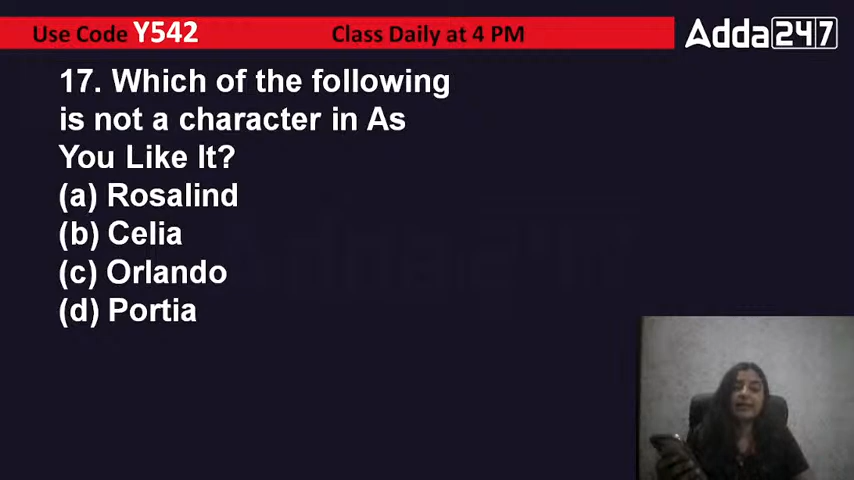 Use Code Y542 Class Daily at 4 PM Adda247
17. Which of the following
is not a character in As
You Like It?
(a) Rosalind
(b) Celia
(c) Orlando
(d) Portia